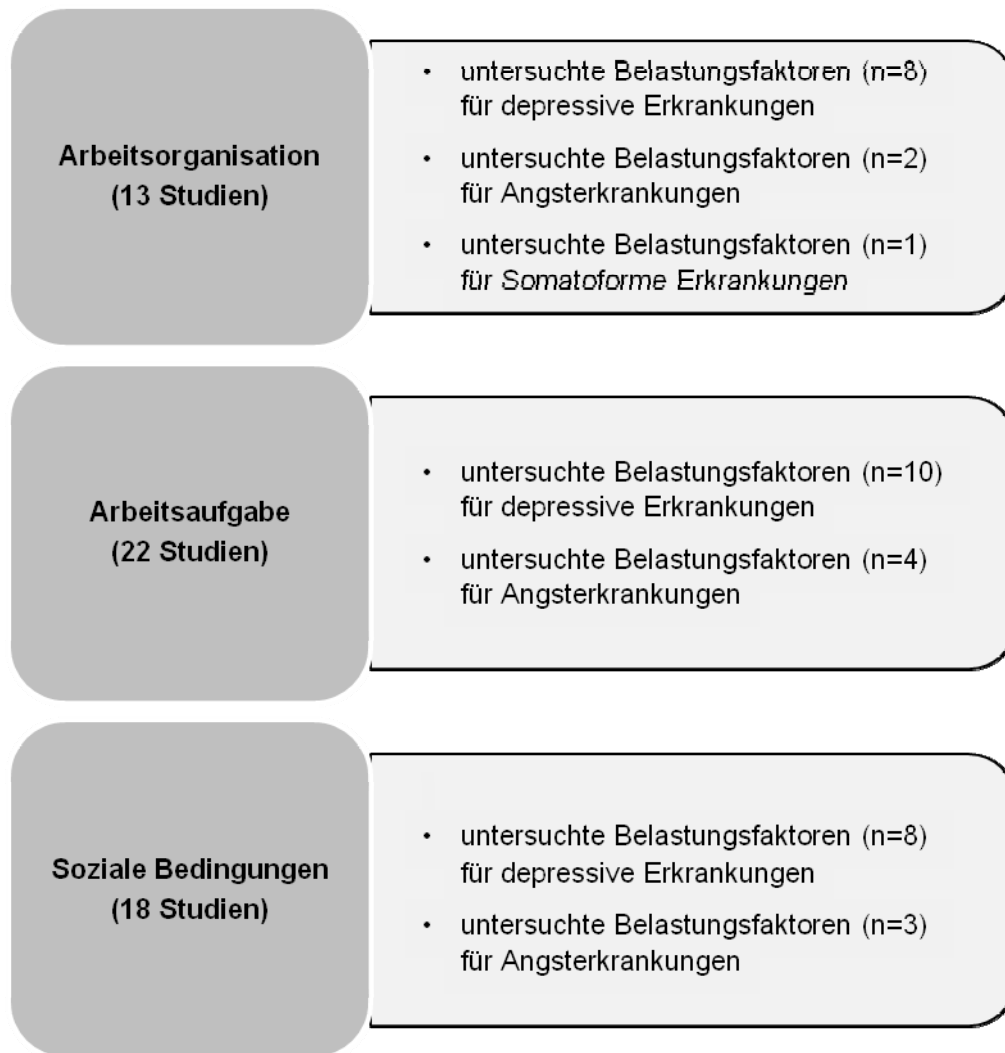 Arbeitsorganisation
(13 Studien)
• untersuchte Belastungsfaktoren (n=8)
für depressive Erkrankungen
• untersuchte Belastungsfaktoren (n=2)
für Angsterkrankungen
• untersuchte Belastungsfaktoren (n=1)
für Somatoforme Erkrankungen
Arbeitsaufgabe
(22 Studien)
• untersuchte Belastungsfaktoren (n=10)
für depressive Erkrankungen
• untersuchte Belastungsfaktoren (n=4)
für Angsterkrankungen
Soziale Bedingungen
(18 Studien)
• untersuchte Belastungsfaktoren (n=8)
für depressive Erkrankungen
• untersuchte Belastungsfaktoren (n=3)
für Angsterkrankungen